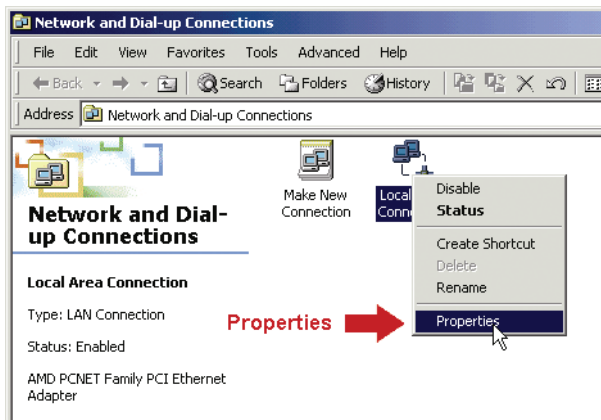 Network and Dial-up Connections
File Edit View Favorites Tools Advanced Help
Back Search Folders History
Address Network and Dial-up Connections
Make New
Connection
Local
Conn
Disable
Status
Create Shortcut
Delete
Rename
Properties
Network and Dial-
up Connections
Local Area Connection
Type: LAN Connection
Properties
Status: Enabled
AMD PCNET Family PCI Ethernet
Adapter